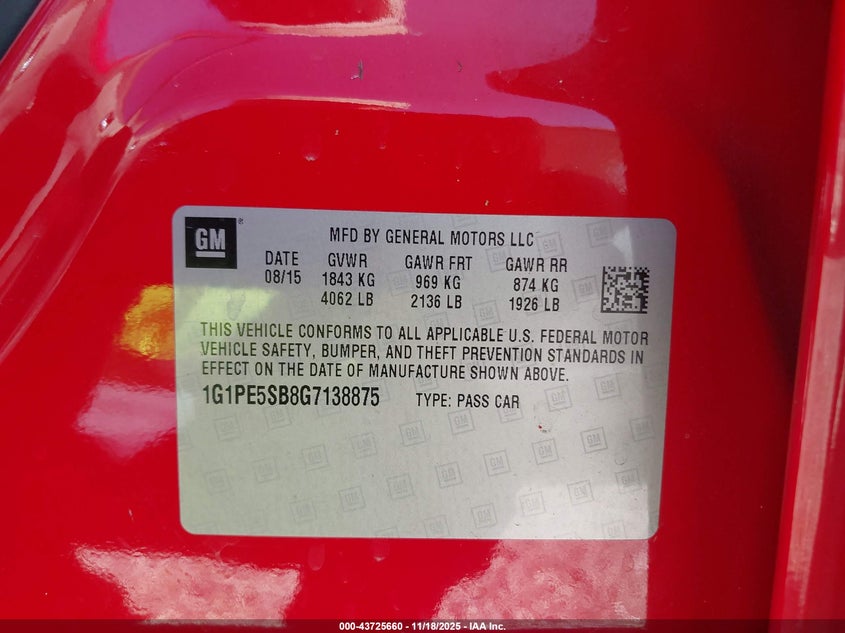 GM
MFD BY GENERAL MOTORS LLC
DATE GVWR GAWR FRT GAWR RR
08/15 1843 KG 969 KG 874 KG
4062 LB 2136 LB 1926 LB
THIS VEHICLE CONFORMS TO ALL APPLICABLE U.S. FEDERAL MOTOR
VEHICLE SAFETY, BUMPER, AND THEFT PREVENTION STANDARDS IN
EFFECT ON THE DATE OF MANUFACTURE SHOWN ABOVE.
1G1PE5SB8G7138875 TYPE: PASS CAR
000-43725660 - 11/18/2025 - IAA Inc.